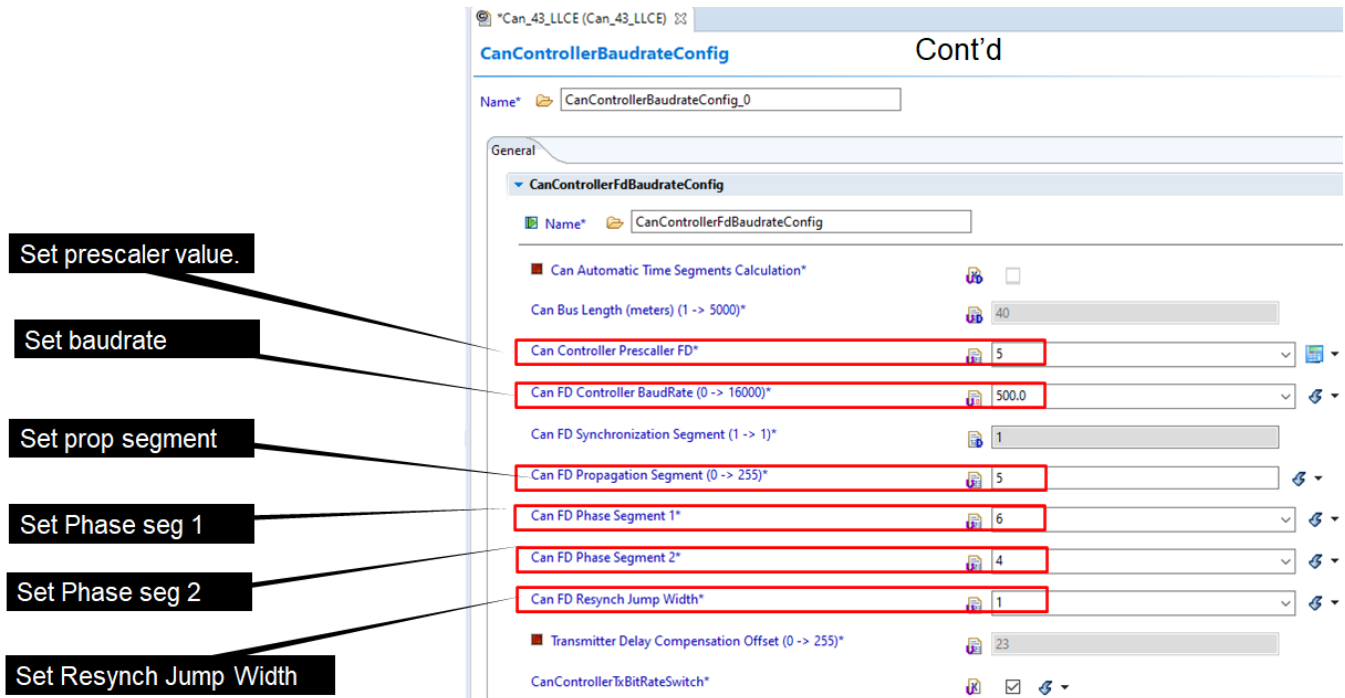 *Can_43_LLCE (Can_43_LLCE)
CanControllerBaudrateConfig
Cont'd
Name* CanControllerBaudrateConfig_0
General
CanControllerFdBaudrateConfig
Name* CanControllerFdBaudrateConfig
Set prescaler value.
Can Automatic Time Segments Calculation*
Can Bus Length (meters) (1 -> 5000)* 40
Set baudrate
Can Controller Prescaller FD* 5
Can FD Controller BaudRate (0 -> 16000)* 500.0
Set prop segment
Can FD Synchronization Segment (1 -> 1)* 1
Can FD Propagation Segment (0 -> 255)* 5
Set Phase seg 1
Can FD Phase Segment 1* 6
Can FD Phase Segment 2* 4
Set Phase seg 2
Can FD Resynch Jump Width* 1
Transmitter Delay Compensation Offset (0 -> 255)* 23
Set Resynch Jump Width
CanControllerTxBitRateSwitch*